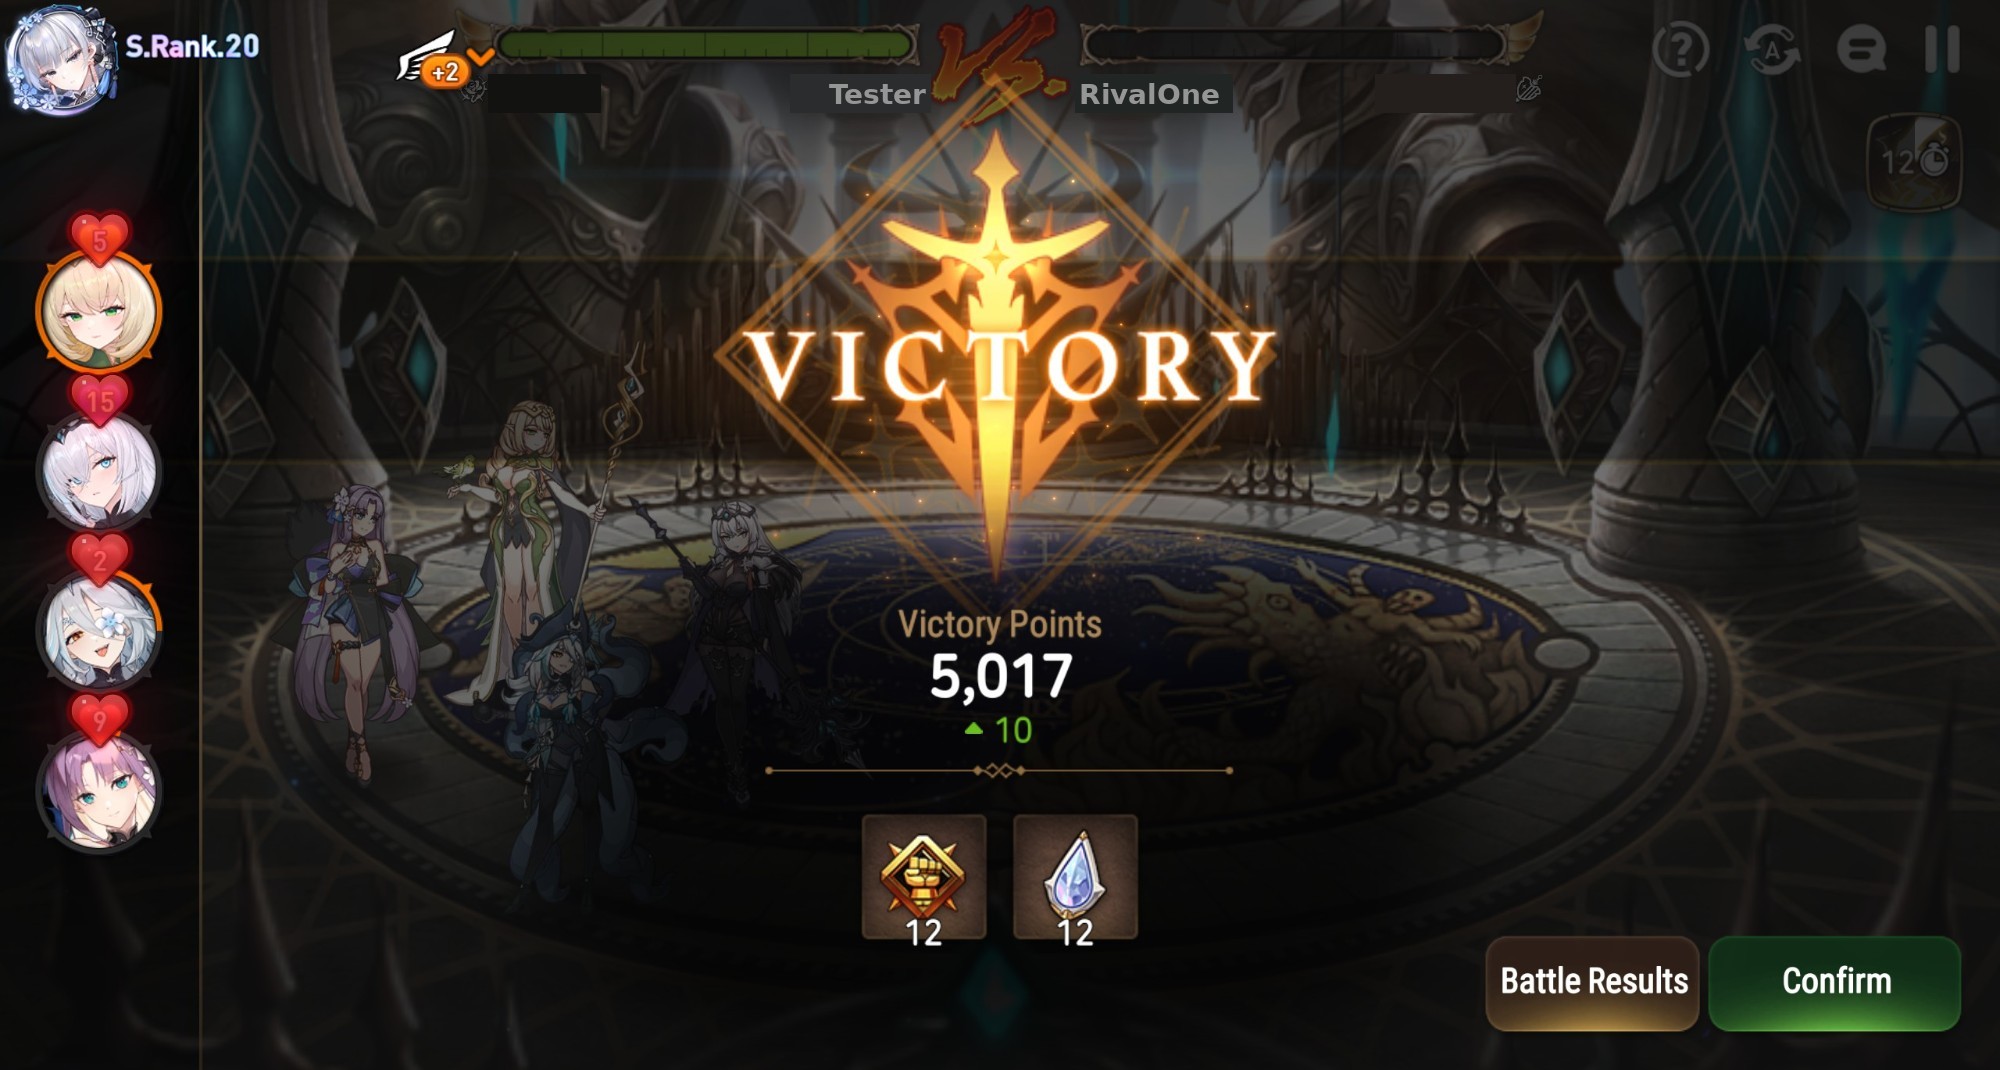 S.Rank.20
+2
Tester
RivalOne
12
5
15
2
9
VICTORY
Victory Points
5,017
10
12
12
Battle Results
Confirm